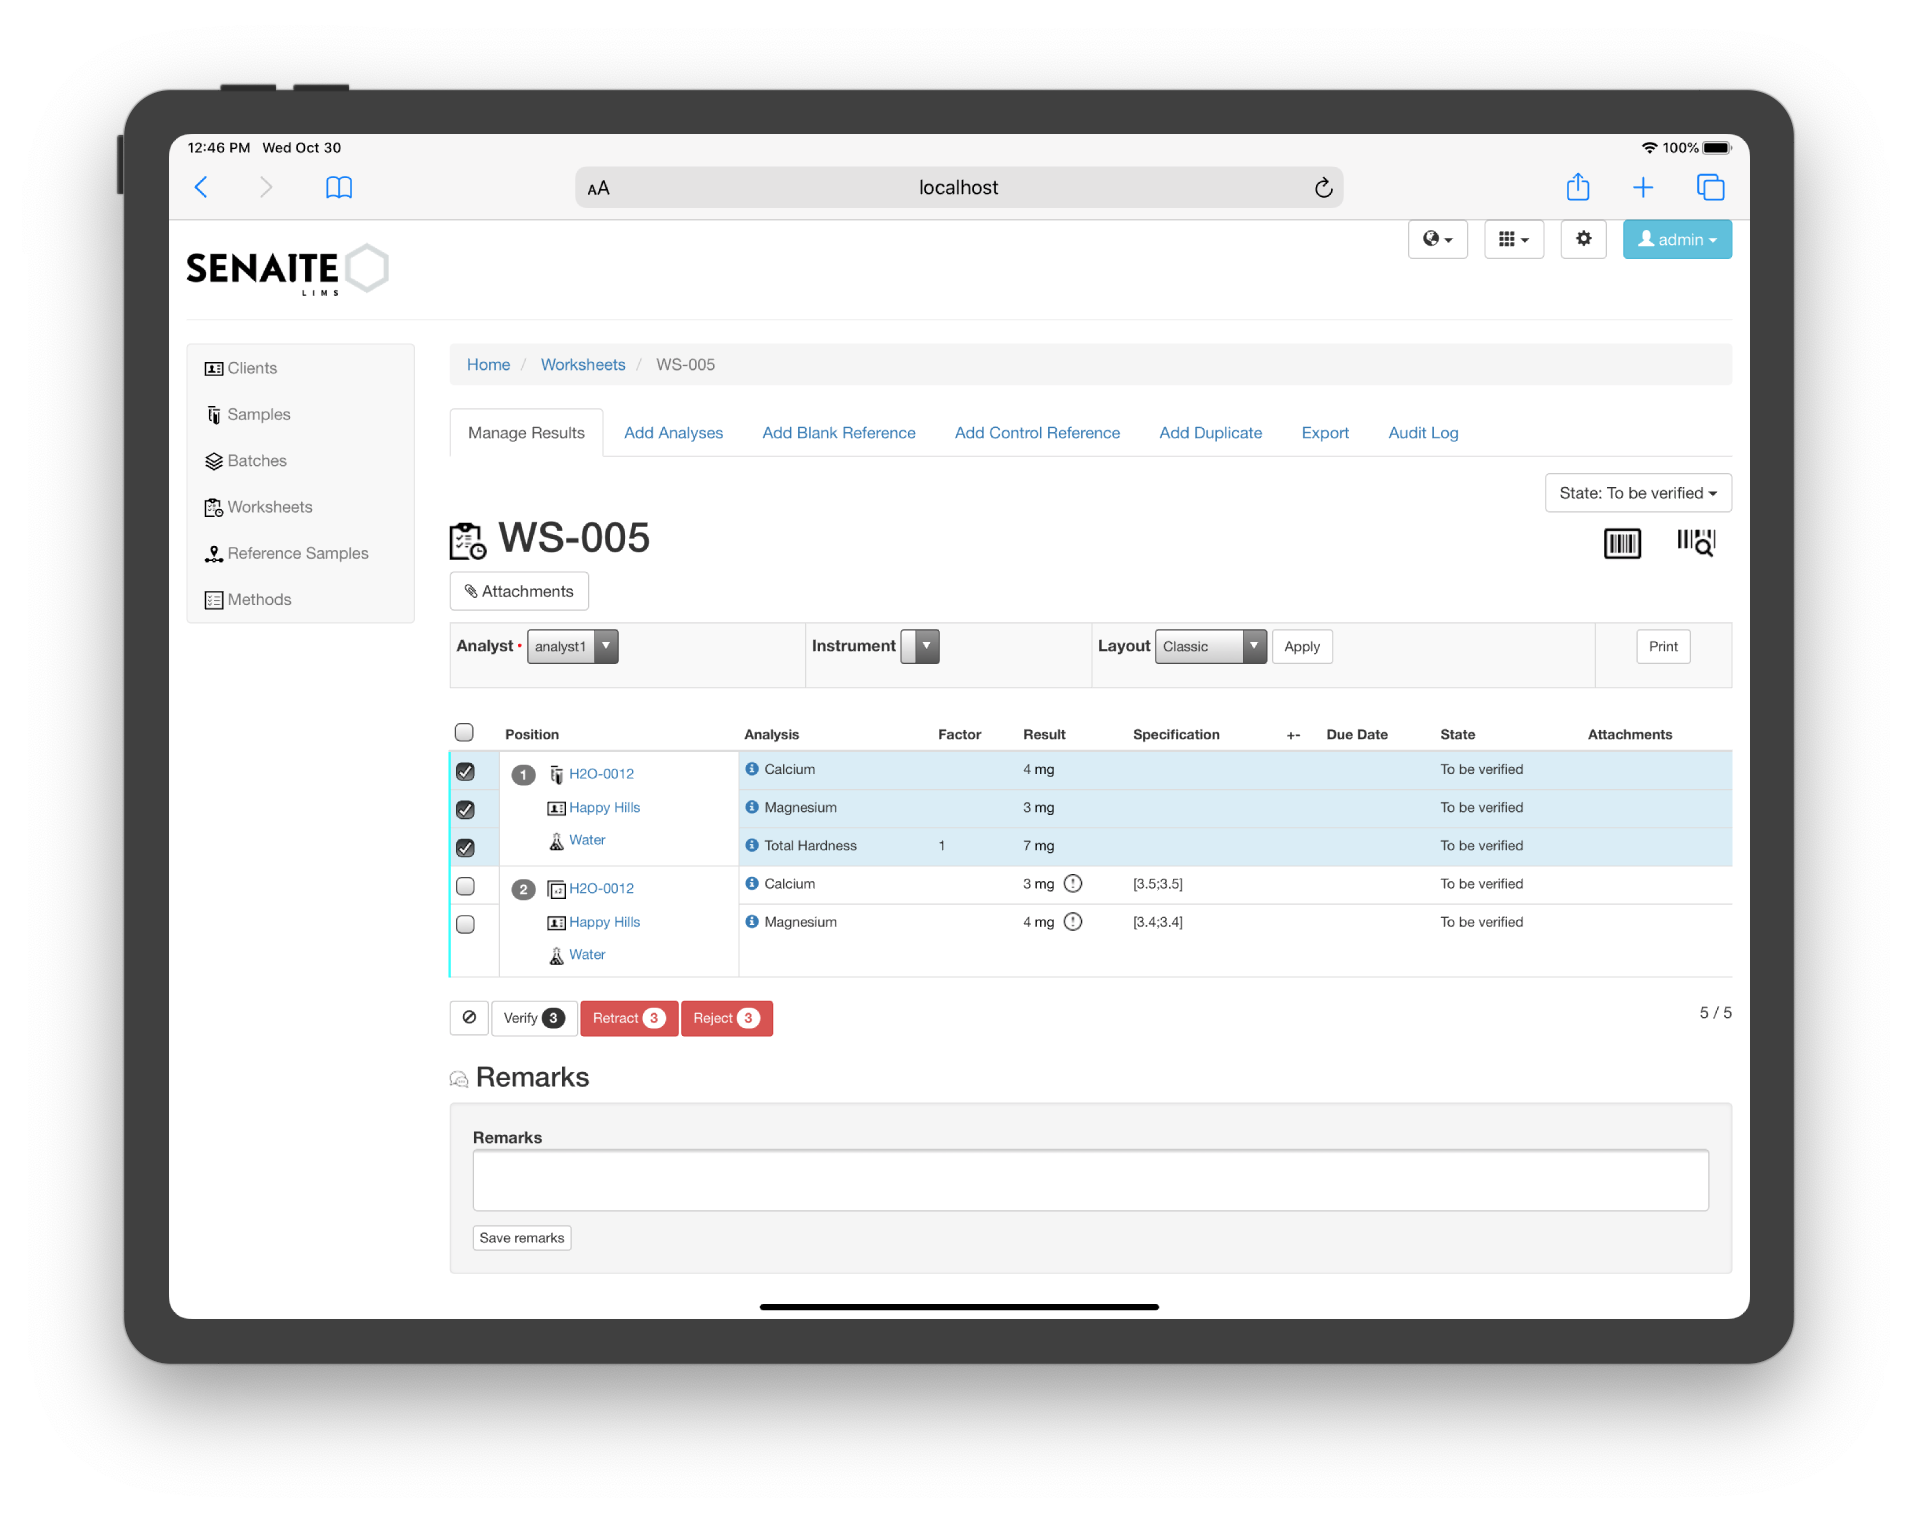 12:46 PM Wed Oct 30
100%
AA localhost
SENAITE
LIMS
admin
Clients
Samples
Batches
Worksheets
Reference Samples
Methods
Home / Worksheets / WS-005
Manage Results Add Analyses Add Blank Reference Add Control Reference Add Duplicate Export Audit Log
State: To be verified
WS-005
Attachments
Analyst • analyst1 Instrument Layout Classic Apply Print
Position Analysis Factor Result Specification +- Due Date State Attachments
1 H2O-0012 Calcium 4 mg To be verified
Happy Hills Magnesium 3 mg To be verified
Water Total Hardness 1 7 mg To be verified
2 H2O-0012 Calcium 3 mg [3.5;3.5] To be verified
Happy Hills Magnesium 4 mg [3.4;3.4] To be verified
Water
Verify 3 Retract 3 Reject 3 5 / 5
Remarks
Remarks
Save remarks